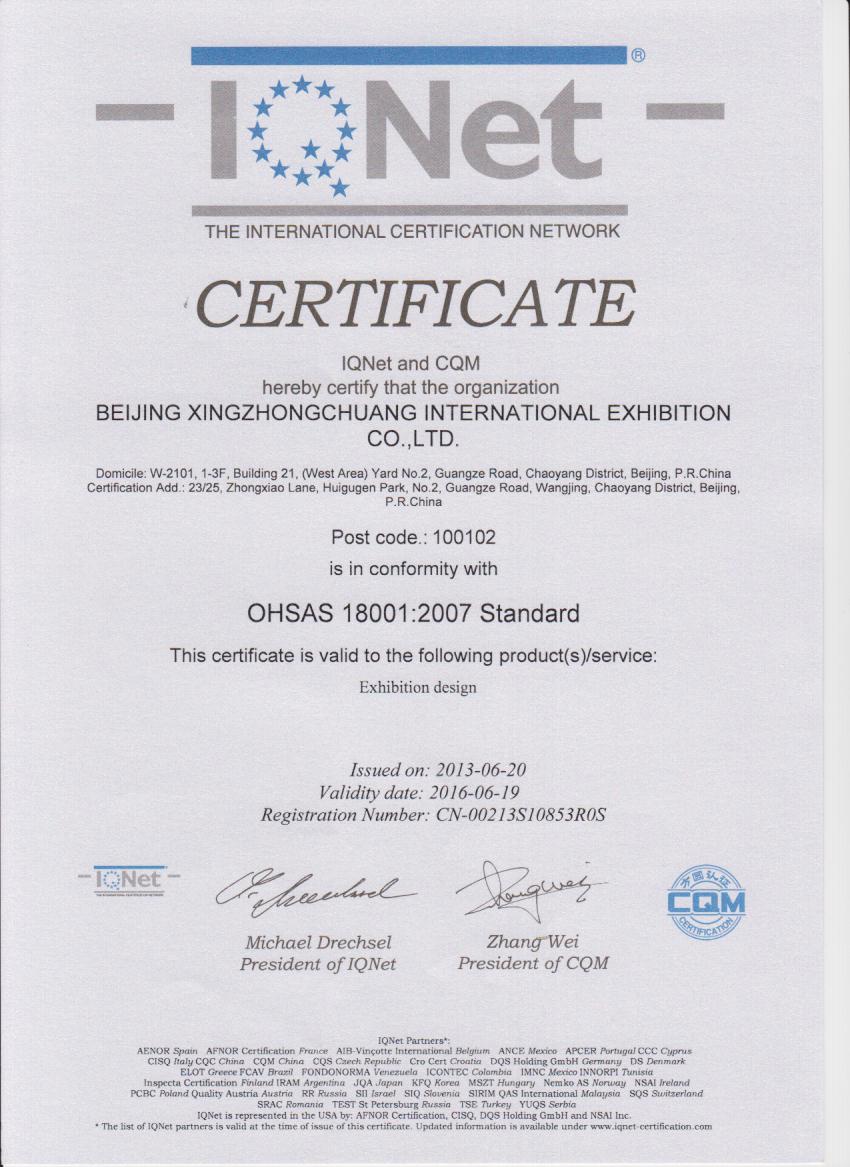 IQNet®
THE INTERNATIONAL CERTIFICATION NETWORK
CERTIFICATE
IQNet and CQM
hereby certify that the organization
BEIJING XINGZHONGCHUANG INTERNATIONAL EXHIBITION
CO.,LTD.
Domicile: W-2101, 1-3F, Building 21, (West Area) Yard No.2, Guangze Road, Chaoyang District, Beijing, P.R.China
Certification Add.: 23/25, Zhongxiao Lane, Huigugen Park, No.2, Guangze Road, Wangjing, Chaoyang District, Beijing,
P.R.China
Post code.: 100102
is in conformity with
OHSAS 18001:2007 Standard
This certificate is valid to the following product(s)/service:
Exhibition design
Issued on: 2013-06-20
Validity date: 2016-06-19
Registration Number: CN-00213S10853R0S
IQNet
THE INTERNATIONAL CERTIFICATION NETWORK
Zhang Wei
方圆认证
CQM
CERTIFICATION
Michael Drechsel
President of IQNet
Zhang Wei
President of CQM
IQNet Partners*:
AENOR Spain AFNOR Certification France AIB-Vinçotte International Belgium ANCE Mexico APCER Portugal CCC Cyprus
CISQ Italy CQC China CQM China CQS Czech Republic Cro Cert Croatia DQS Holding GmbH Germany DS Denmark
ELOT Greece FCAV Brazil FONDONORMA Venezuela ICONTEC Colombia IMNC Mexico INNORPI Tunisia
Inspecta Certification Finland IRAM Argentina JQA Japan KFQ Korea MSZT Hungary Nemko AS Norway NSAI Ireland
PCBC Poland Quality Austria Austria RR Russia SII Israel SIQ Slovenia SIRIM QAS International Malaysia SQS Switzerland
SRAC Romania TEST St Petersburg Russia TSE Turkey YUQS Serbia
IQNet is represented in the USA by: AFNOR Certification, CISQ, DQS Holding GmbH and NSAI Inc.
* The list of IQNet partners is valid at the time of issue of this certificate. Updated information is available under www.iqnet-certification.com